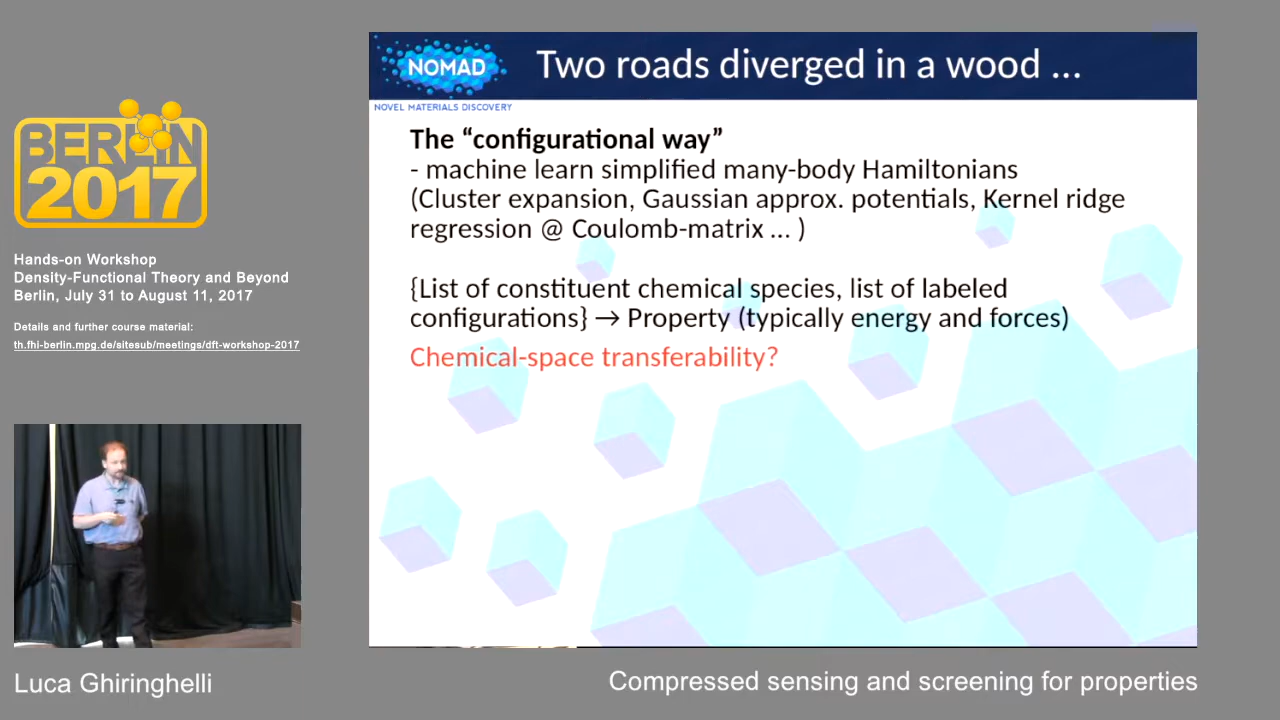 BERLIN
2017
Hands-on Workshop
Density-Functional Theory and Beyond
Berlin, July 31 to August 11, 2017
Details and further course material:
th.fhi-berlin.mpg.de/sitesub/meetings/dft-workshop-2017
Luca Ghiringhelli
NOMAD
NOVEL MATERIALS DISCOVERY
Two roads diverged in a wood ...
The “configurational way”
- machine learn simplified many-body Hamiltonians
(Cluster expansion, Gaussian approx. potentials, Kernel ridge
regression @ Coulomb-matrix ... )
{List of constituent chemical species, list of labeled
configurations} → Property (typically energy and forces)
Chemical-space transferability?
Compressed sensing and screening for properties